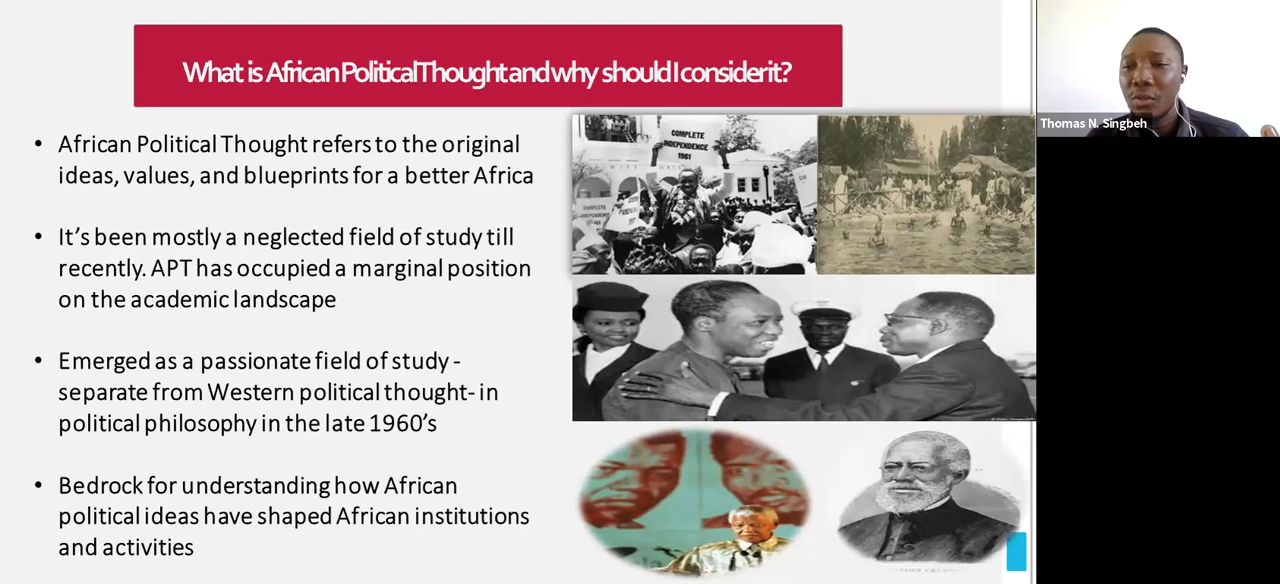 What is African Political Thought and why should I consider it?
• African Political Thought refers to the original
ideas, values, and blueprints for a better Africa
• It’s been mostly a neglected field of study till
recently. APT has occupied a marginal position
on the academic landscape
• Emerged as a passionate field of study -
separate from Western political thought- in
political philosophy in the late 1960’s
• Bedrock for understanding how African
political ideas have shaped African institutions
and activities
COMPLETE
INDEPENDENCE
1961
Thomas N. Singbeh